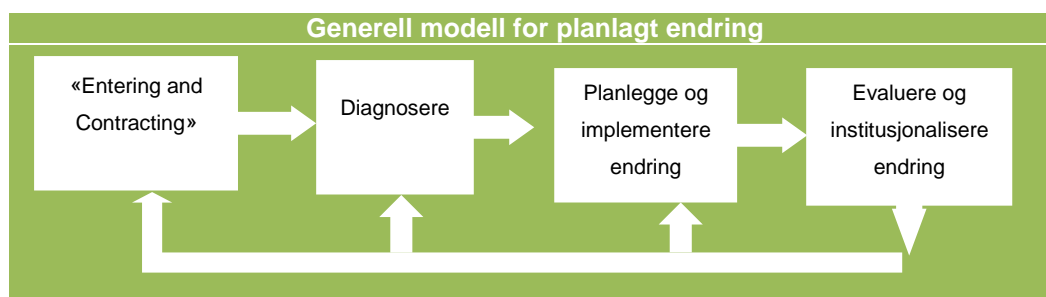 Generell modell for planlagt endring
«Entering and
Contracting»
Diagnosere
Planlegge og
implementere
endring
Evaluere og
institusjonalisere
endring